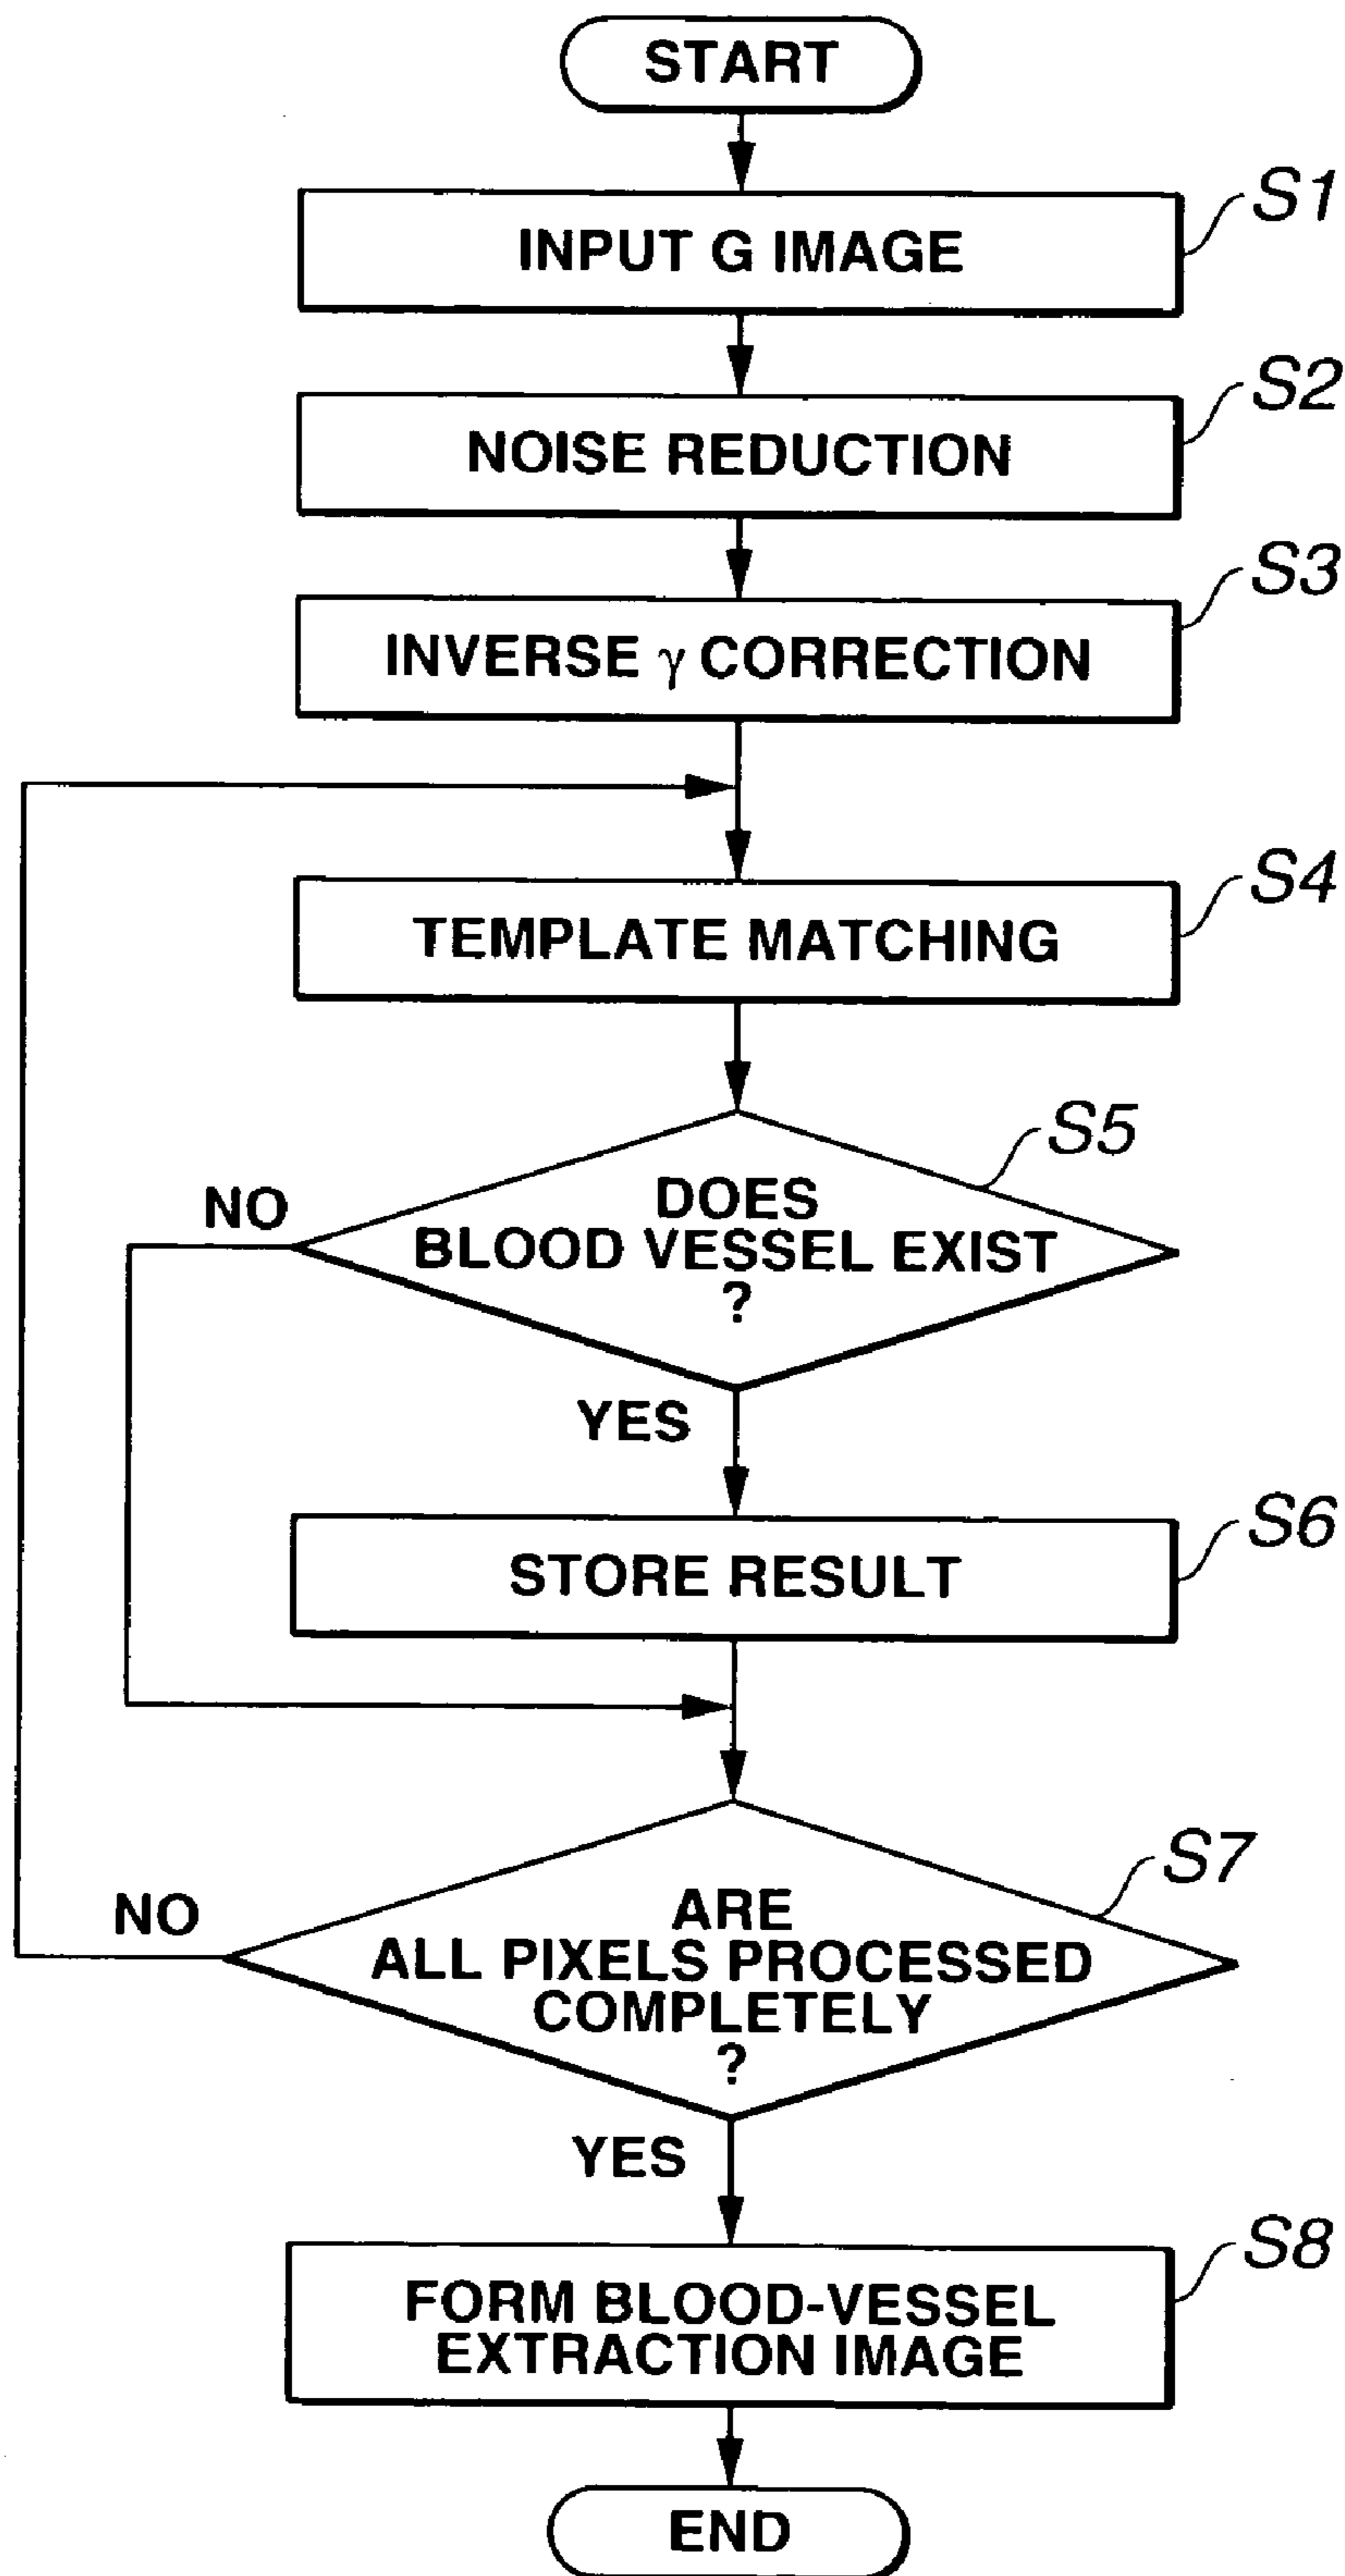 START
INPUT G IMAGE
S1
NOISE REDUCTION
S2
INVERSE γ CORRECTION
S3
TEMPLATE MATCHING
S4
S5
DOES
BLOOD VESSEL EXIST
?
NO
YES
STORE RESULT
S6
S7
ARE
ALL PIXELS PROCESSED
COMPLETELY
?
NO
YES
FORM BLOOD-VESSEL
EXTRACTION IMAGE
S8
END